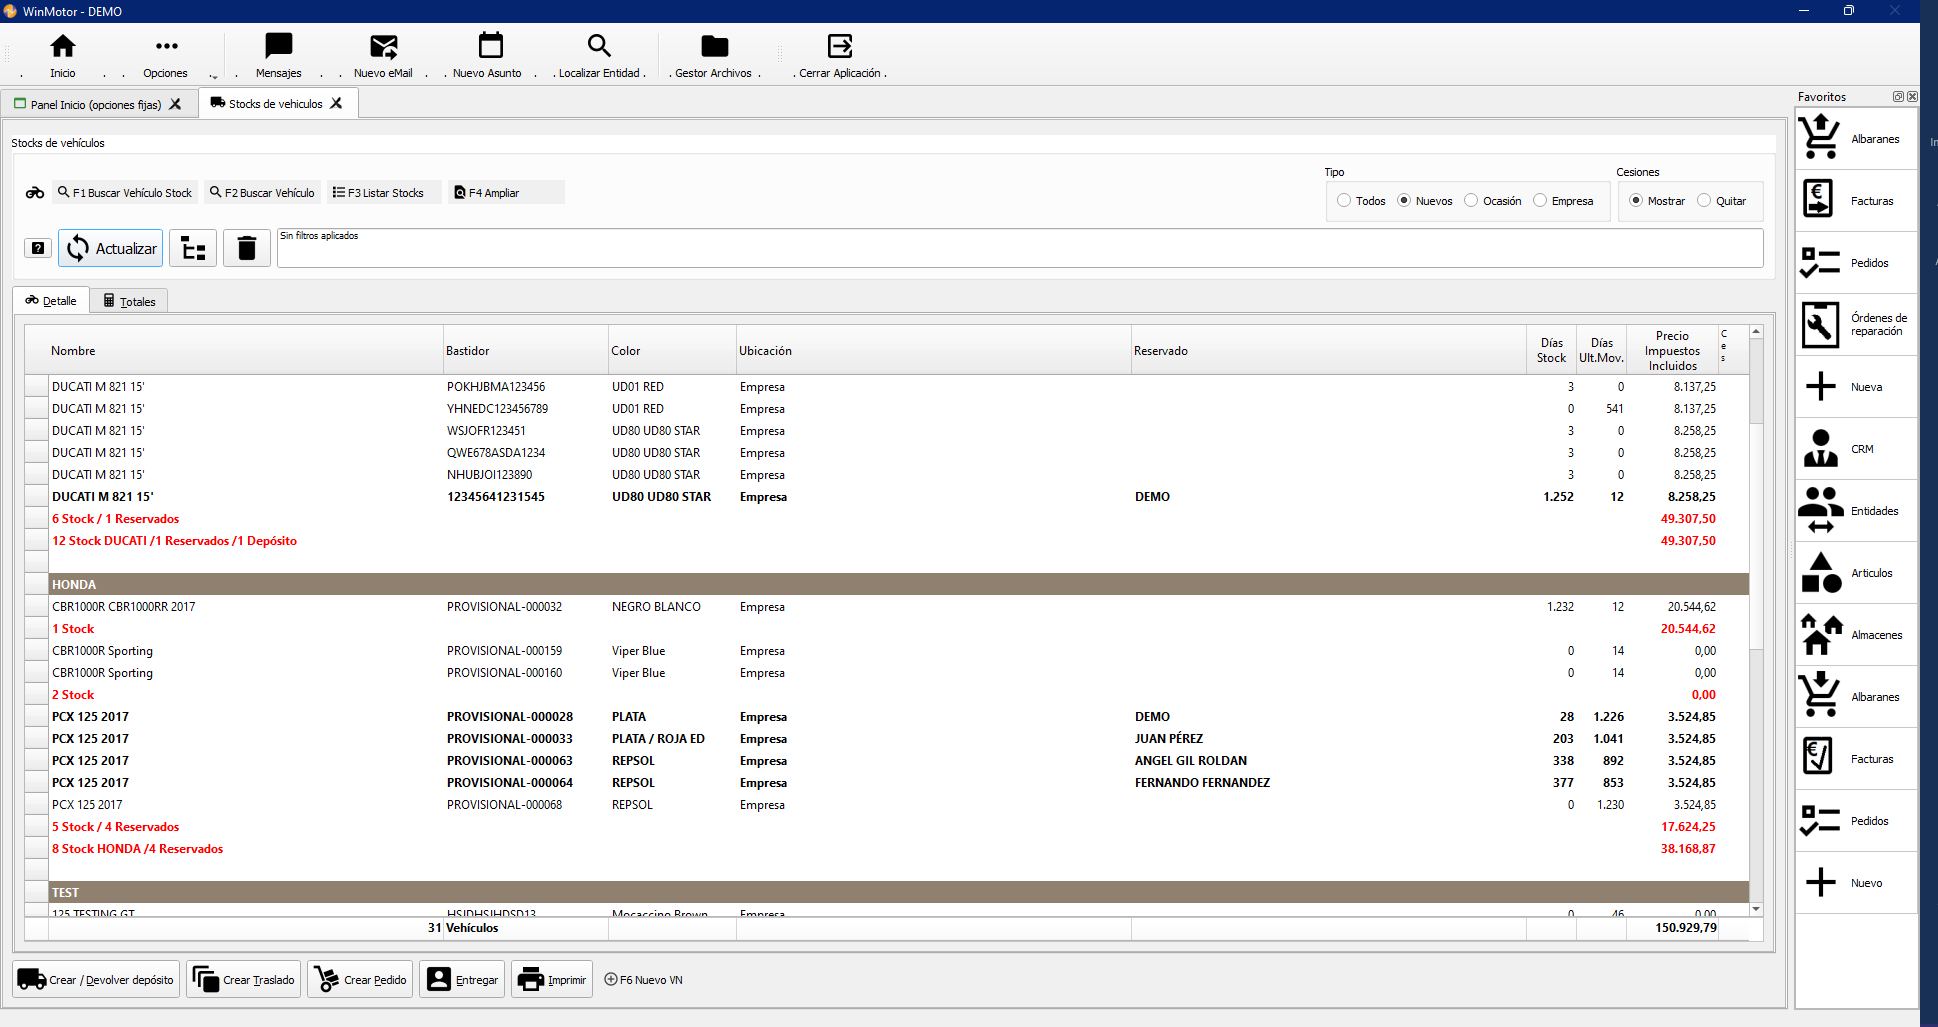 WinMotor - DEMO
Inicio
Opciones
Mensajes
Nuevo eMail
Nuevo Asunto
Localizar Entidad
Gestor Archivos
Cerrar Aplicación
Panel Inicio (opciones fijas)
Stocks de vehiculos
Favoritos
Stocks de vehículos
F1 Buscar Vehículo Stock
F2 Buscar Vehículo
F3 Listar Stocks
F4 Ampliar
Tipo
Todos
Nuevos
Ocasión
Empresa
Cesiones
Mostrar
Quitar
Actualizar
Sin filtros aplicados
Detalle
Totales
Nombre Bastidor Color Ubicación Reservado Días Stock Días Ult.Mov. Precio Impuestos Incluidos Ces
DUCATI M 821 15' POKHJBMA123456 UD01 RED Empresa 3 0 8.137,25
DUCATI M 821 15' YHNEDC123456789 UD01 RED Empresa 0 541 8.137,25
DUCATI M 821 15' WSJOFR123451 UD80 UD80 STAR Empresa 3 0 8.258,25
DUCATI M 821 15' QWE678ASDA1234 UD80 UD80 STAR Empresa 3 0 8.258,25
DUCATI M 821 15' NHUBJOI123890 UD80 UD80 STAR Empresa 3 0 8.258,25
DUCATI M 821 15' 12345641231545 UD80 UD80 STAR Empresa DEMO 1.252 12 8.258,25
6 Stock / 1 Reservados 49.307,50
12 Stock DUCATI /1 Reservados /1 Depósito 49.307,50
HONDA
CBR1000R CBR1000RR 2017 PROVISIONAL-000032 NEGRO BLANCO Empresa 1.232 12 20.544,62
1 Stock 20.544,62
CBR1000R Sporting PROVISIONAL-000159 Viper Blue Empresa 0 14 0,00
CBR1000R Sporting PROVISIONAL-000160 Viper Blue Empresa 0 14 0,00
2 Stock 0,00
PCX 125 2017 PROVISIONAL-000028 PLATA Empresa DEMO 28 1.226 3.524,85
PCX 125 2017 PROVISIONAL-000033 PLATA / ROJA ED Empresa JUAN PÉREZ 203 1.041 3.524,85
PCX 125 2017 PROVISIONAL-000063 REPSOL Empresa ANGEL GIL ROLDAN 338 892 3.524,85
PCX 125 2017 PROVISIONAL-000064 REPSOL Empresa FERNANDO FERNANDEZ 377 853 3.524,85
PCX 125 2017 PROVISIONAL-000068 REPSOL Empresa 0 1.230 3.524,85
5 Stock / 4 Reservados 17.624,25
8 Stock HONDA /4 Reservados 38.168,87
TEST
125 TESTING GT HSJDHSJHDSD13 Mocaccino Brown Empresa 0 46 0,00
31 Vehículos 150.929,79
Crear / Devolver depósito
Crear Traslado
Crear Pedido
Entregar
Imprimir
F6 Nuevo VN
Albaranes
Facturas
Pedidos
Órdenes de
reparación
Nueva
CRM
Entidades
Articulos
Almacenes
Albaranes
Facturas
Pedidos
Nuevo